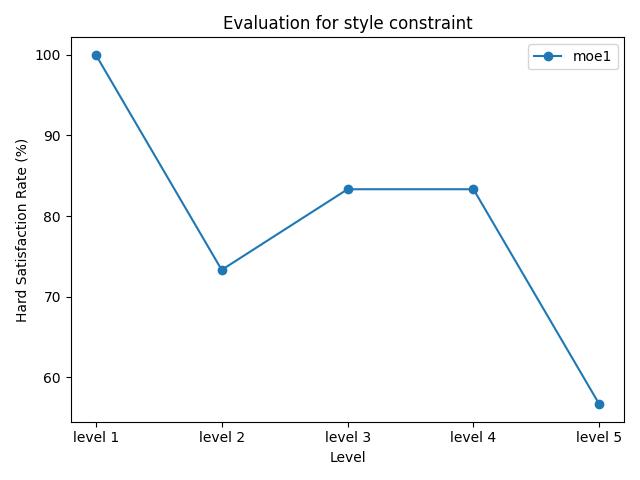 Evaluation for style constraint
moe1
Hard Satisfaction Rate (%)
100
90
80
70
60
level 1 level 2 level 3 level 4 level 5
Level